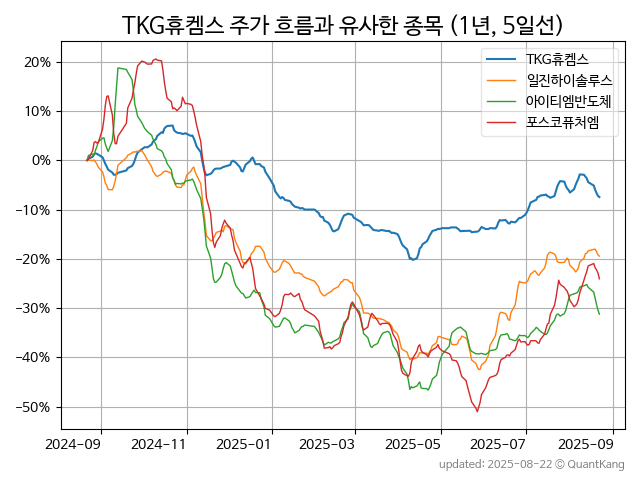 TKG휴켐스 주가 흐름과 유사한 종목 (1년, 5일선)
TKG휴켐스
일진하이솔루스
아이티엠반도체
포스코퓨처엠
20%
10%
0%
−10%
−20%
−30%
−40%
−50%
2024-09 2024-11 2025-01 2025-03 2025-05 2025-07 2025-09
updated: 2025-08-22 © QuantKang